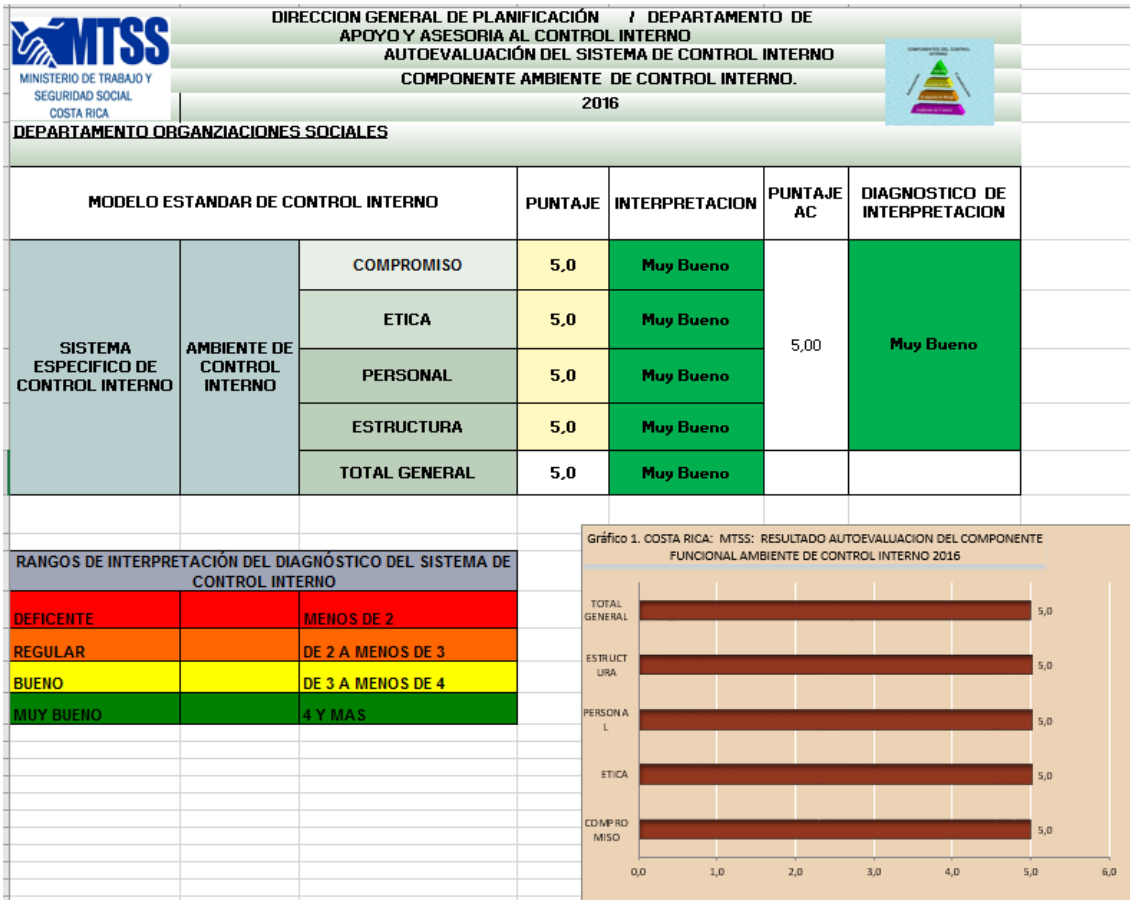 MTSS
MINISTERIO DE TRABAJO Y
SEGURIDAD SOCIAL
COSTA RICA
DIRECCION GENERAL DE PLANIFICACIÓN / DEPARTAMENTO DE
APOYO Y ASESORIA AL CONTROL INTERNO
AUTOEVALUACIÓN DEL SISTEMA DE CONTROL INTERNO
COMPONENTE AMBIENTE DE CONTROL INTERNO.
2016
COMPONENTES DEL CONTROL
INTERNO
DEPARTAMENTO ORGANZIACIONES SOCIALES
MODELO ESTANDAR DE CONTROL INTERNO
PUNTAJE
INTERPRETACION
PUNTAJE
AC
DIAGNOSTICO DE
INTERPRETACION
SISTEMA
ESPECIFICO DE
CONTROL INTERNO
AMBIENTE DE
CONTROL
INTERNO
COMPROMISO 5,0 Muy Bueno
ETICA 5,0 Muy Bueno
PERSONAL 5,0 Muy Bueno
ESTRUCTURA 5,0 Muy Bueno
TOTAL GENERAL 5,0 Muy Bueno
5,00
Muy Bueno
RANGOS DE INTERPRETACIÓN DEL DIAGNÓSTICO DEL SISTEMA DE
CONTROL INTERNO
DEFICENTE MENOS DE 2
REGULAR DE 2 A MENOS DE 3
BUENO DE 3 A MENOS DE 4
MUY BUENO 4 Y MAS
Gráfico 1. COSTA RICA: MTSS: RESULTADO AUTOEVALUACION DEL COMPONENTE
FUNCIONAL AMBIENTE DE CONTROL INTERNO 2016
TOTAL
GENERAL
5,0
ESTRUCT
URA
5,0
PERSONA
L
5,0
ETICA
5,0
COMPRO
MISO
5,0
0,0 1,0 2,0 3,0 4,0 5,0 6,0